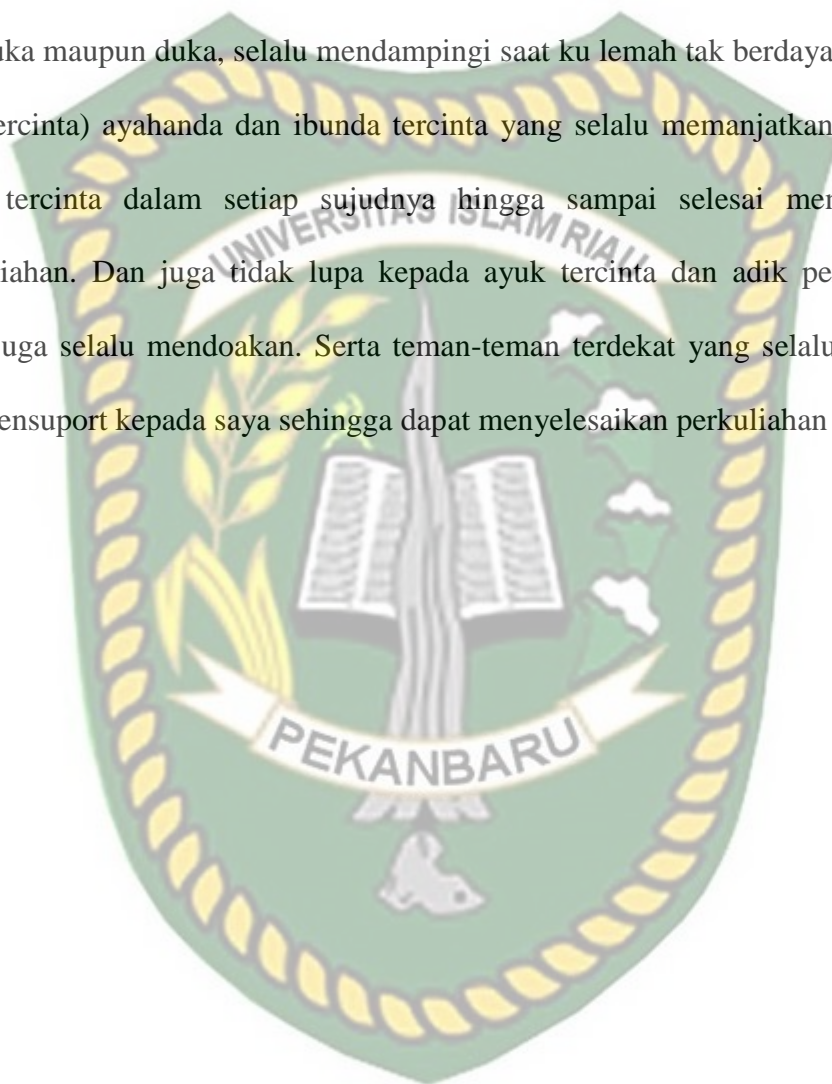 uka maupun duka, selalu mendampingi saat ku lemah tak berdaya
ercinta) ayahanda dan ibunda tercinta yang selalu memanjatkan
tercinta dalam setiap sujudnya hingga sampai selesai mer
iahan. Dan juga tidak lupa kepada ayuk tercinta dan adik pe
uga selalu mendoakan. Serta teman-teman terdekat yang selalu
ensuport kepada saya sehingga dapat menyelesaikan perkuliahan
UNIVERSITAS ISLAM RIAU
PEKANBARU